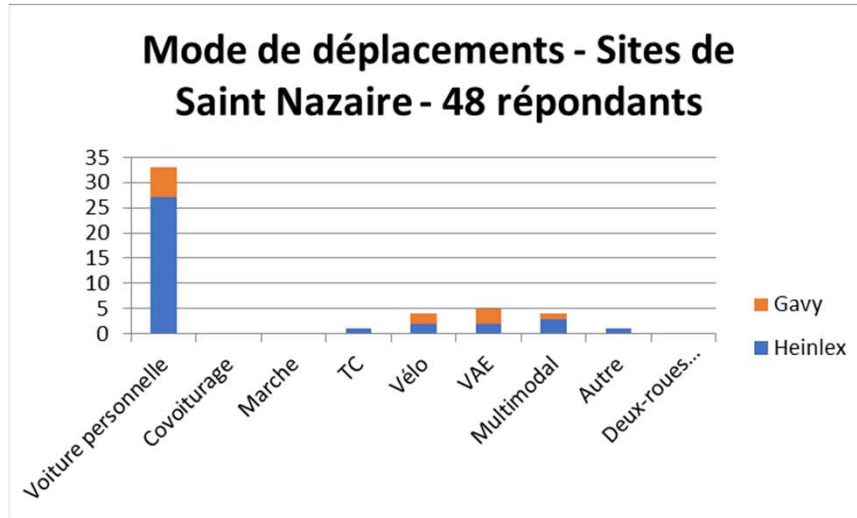 Mode de déplacements - Sites de
Saint Nazaire - 48 répondants
35
30
25
20
15
10
5
0
Voiture personnelle
Covoiturage
Marche
TC
Vélo
VAE
Multimodal
Autre
Deux-roues...
Gavy
Heinlex